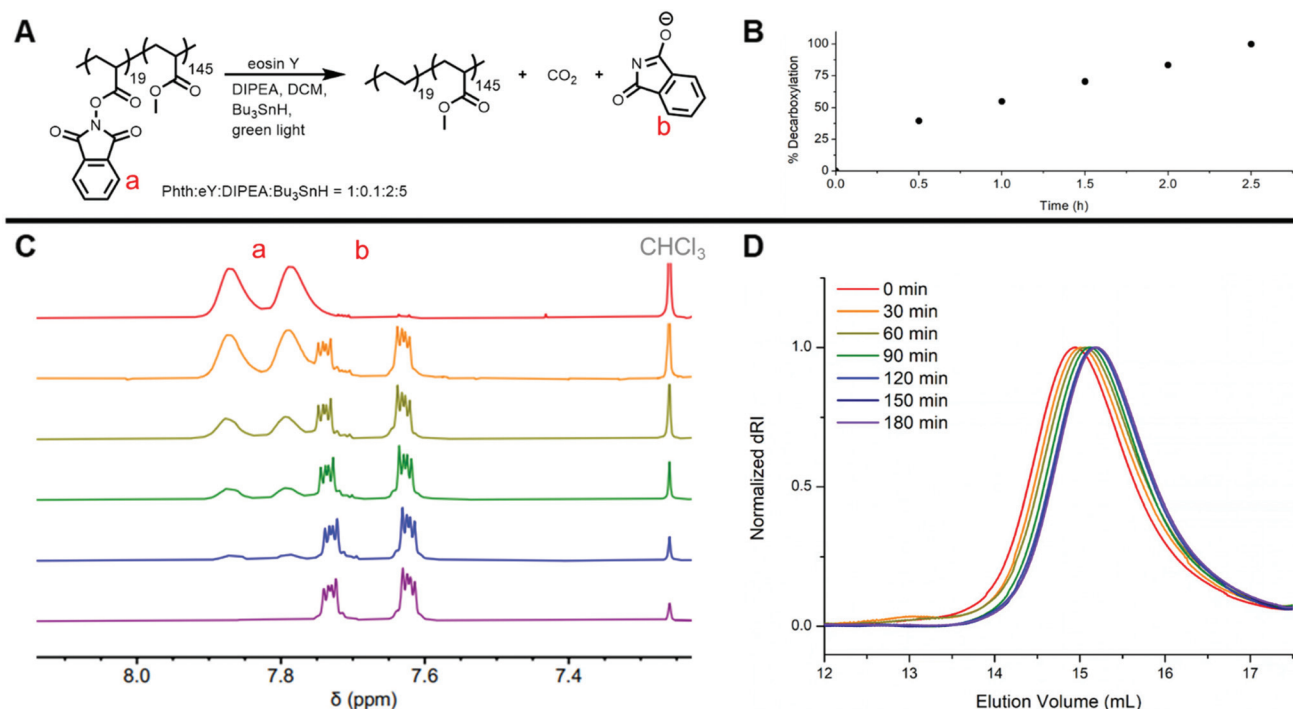 A
19
145
O
O
O
O
N
O
O
a
eosin Y
DIPEA, DCM,
Bu₃SnH,
green light
19
145
O
O
+ CO₂ +
⊖
O
N
O
b
Phth:eY:DIPEA:Bu₃SnH = 1:0.1:2:5
B
% Decarboxylation
100
75
50
25
0
0.0 0.5 1.0 1.5 2.0 2.5
Time (h)
C
a b CHCl₃
8.0 7.8 7.6 7.4
δ (ppm)
D
0 min
30 min
60 min
90 min
120 min
150 min
180 min
Normalized dRI
1.0
0.5
0.0
12 13 14 15 16 17
Elution Volume (mL)